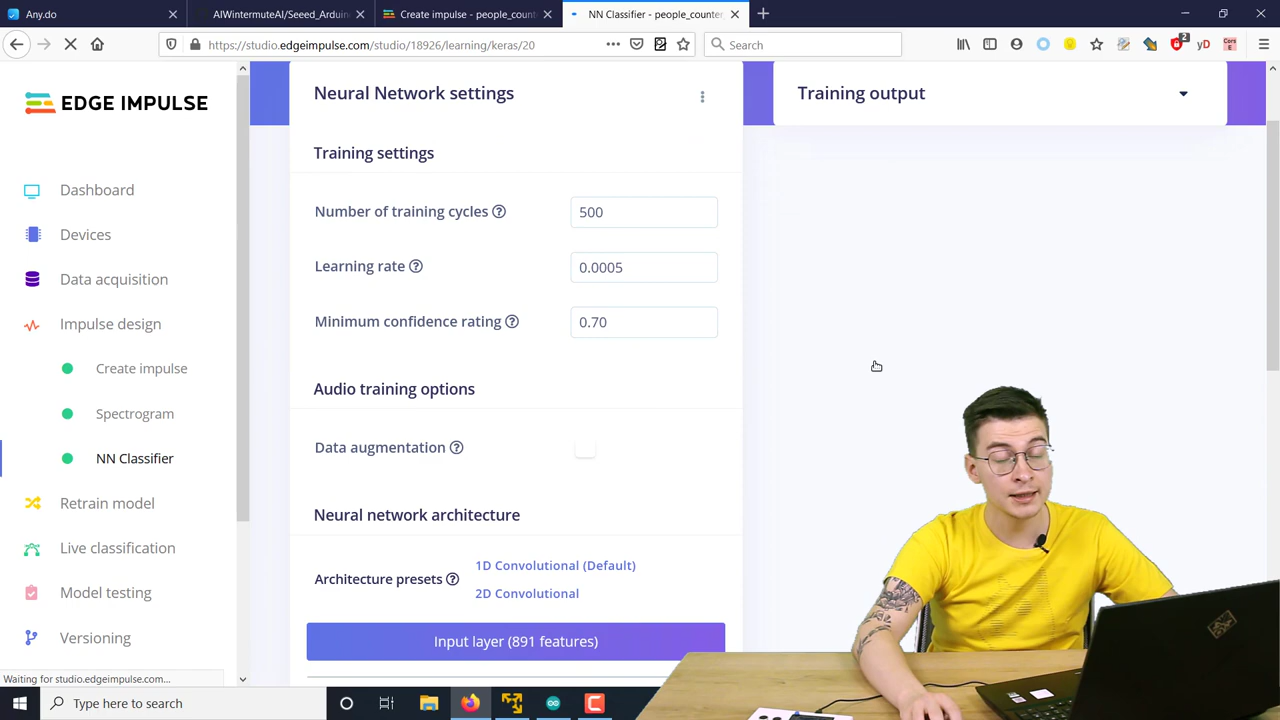 Any.do
AIWintermuteAI/Seeed_Arduin
Create impulse - people_count
NN Classifier - people_counter
https://studio.edgeimpulse.com/studio/18926/learning/keras/20
Search
2
yD
EDGE IMPULSE
Dashboard
Devices
Data acquisition
Impulse design
Create impulse
Spectrogram
NN Classifier
Retrain model
Live classification
Model testing
Versioning
Waiting for studio.edgeimpulse.com...
Neural Network settings
Training settings
Number of training cycles ?
500
Learning rate ?
0.0005
Minimum confidence rating ?
0.70
Audio training options
Data augmentation ?
Neural network architecture
Architecture presets ?
1D Convolutional (Default)
2D Convolutional
Input layer (891 features)
Training output
Type here to search